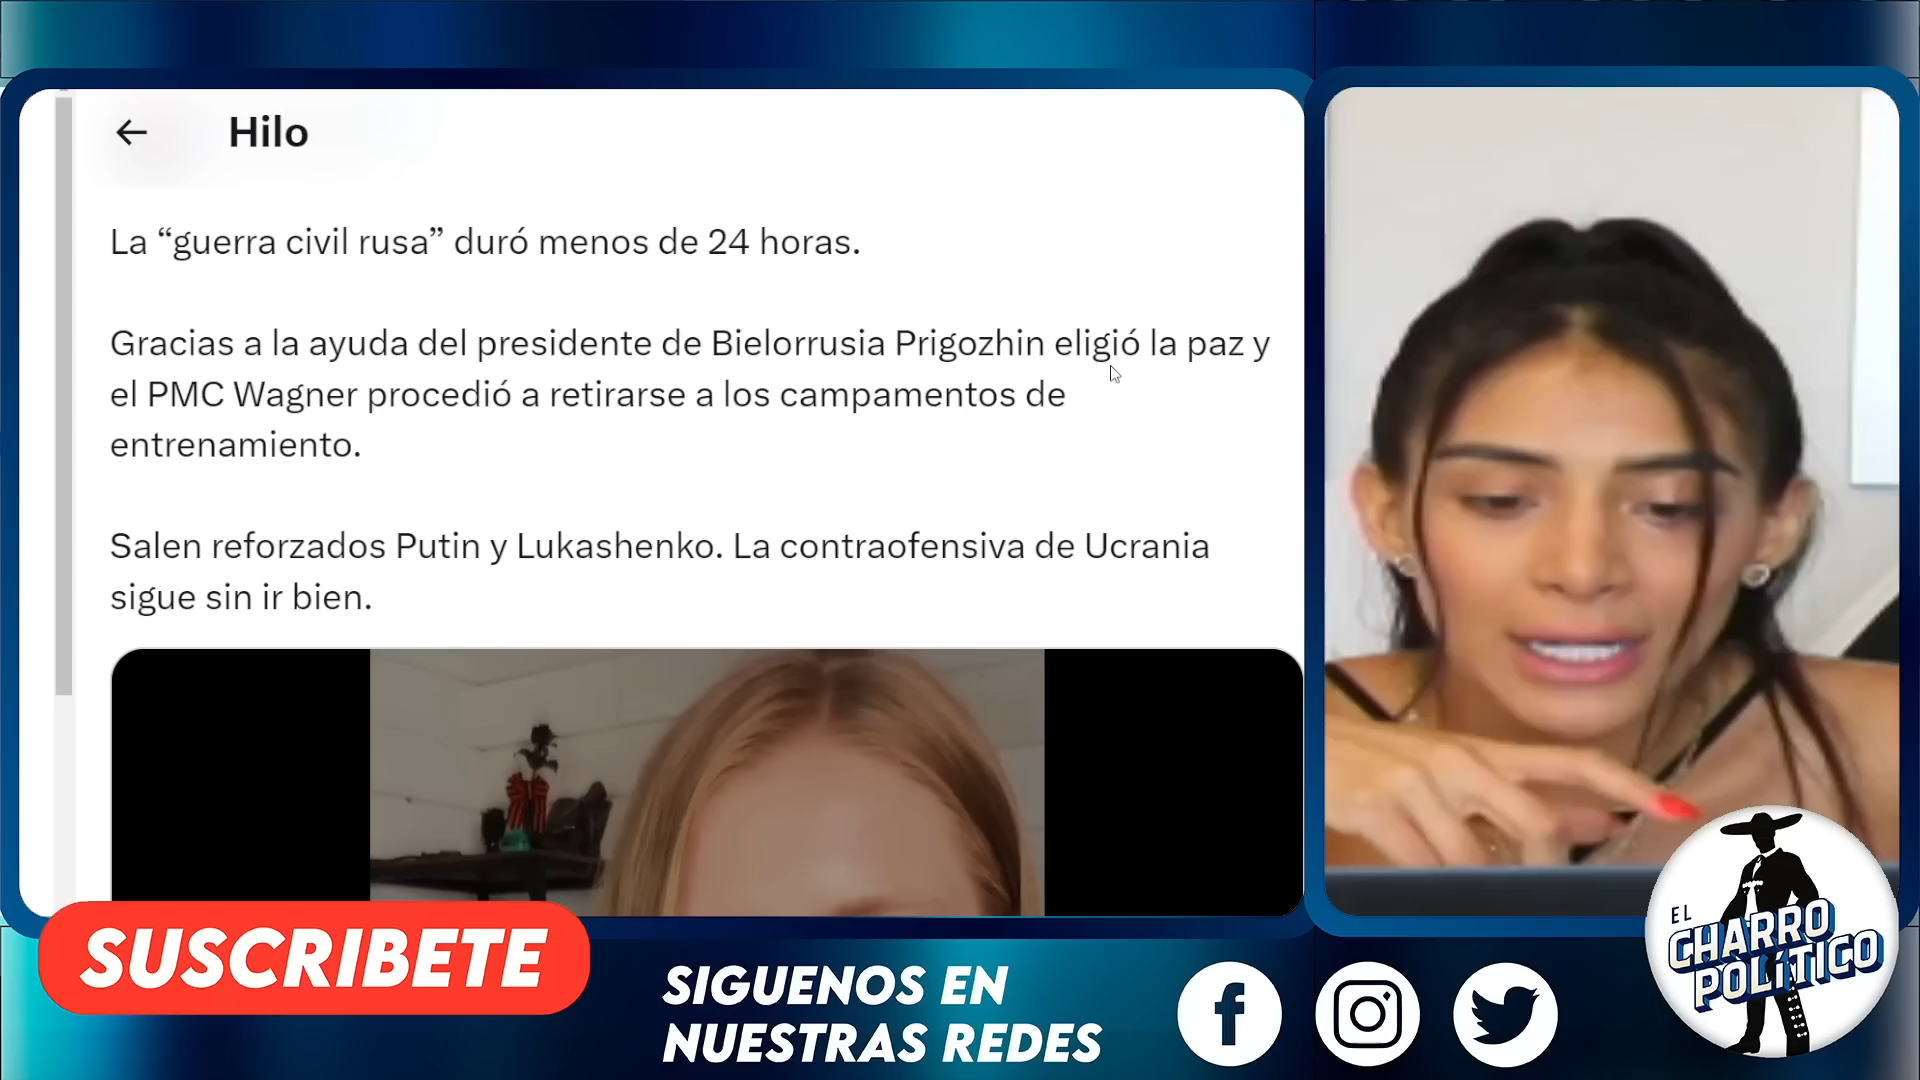 Hilo
La “guerra civil rusa” duró menos de 24 horas.
Gracias a la ayuda del presidente de Bielorrusia Prigozhin eligió la paz y
el PMC Wagner procedió a retirarse a los campamentos de
entrenamiento.
Salen reforzados Putin y Lukashenko. La contraofensiva de Ucrania
sigue sin ir bien.
SUSCRIBETE
SIGUENOS EN
NUESTRAS REDES
EL
CHARRO
POLÍTICO